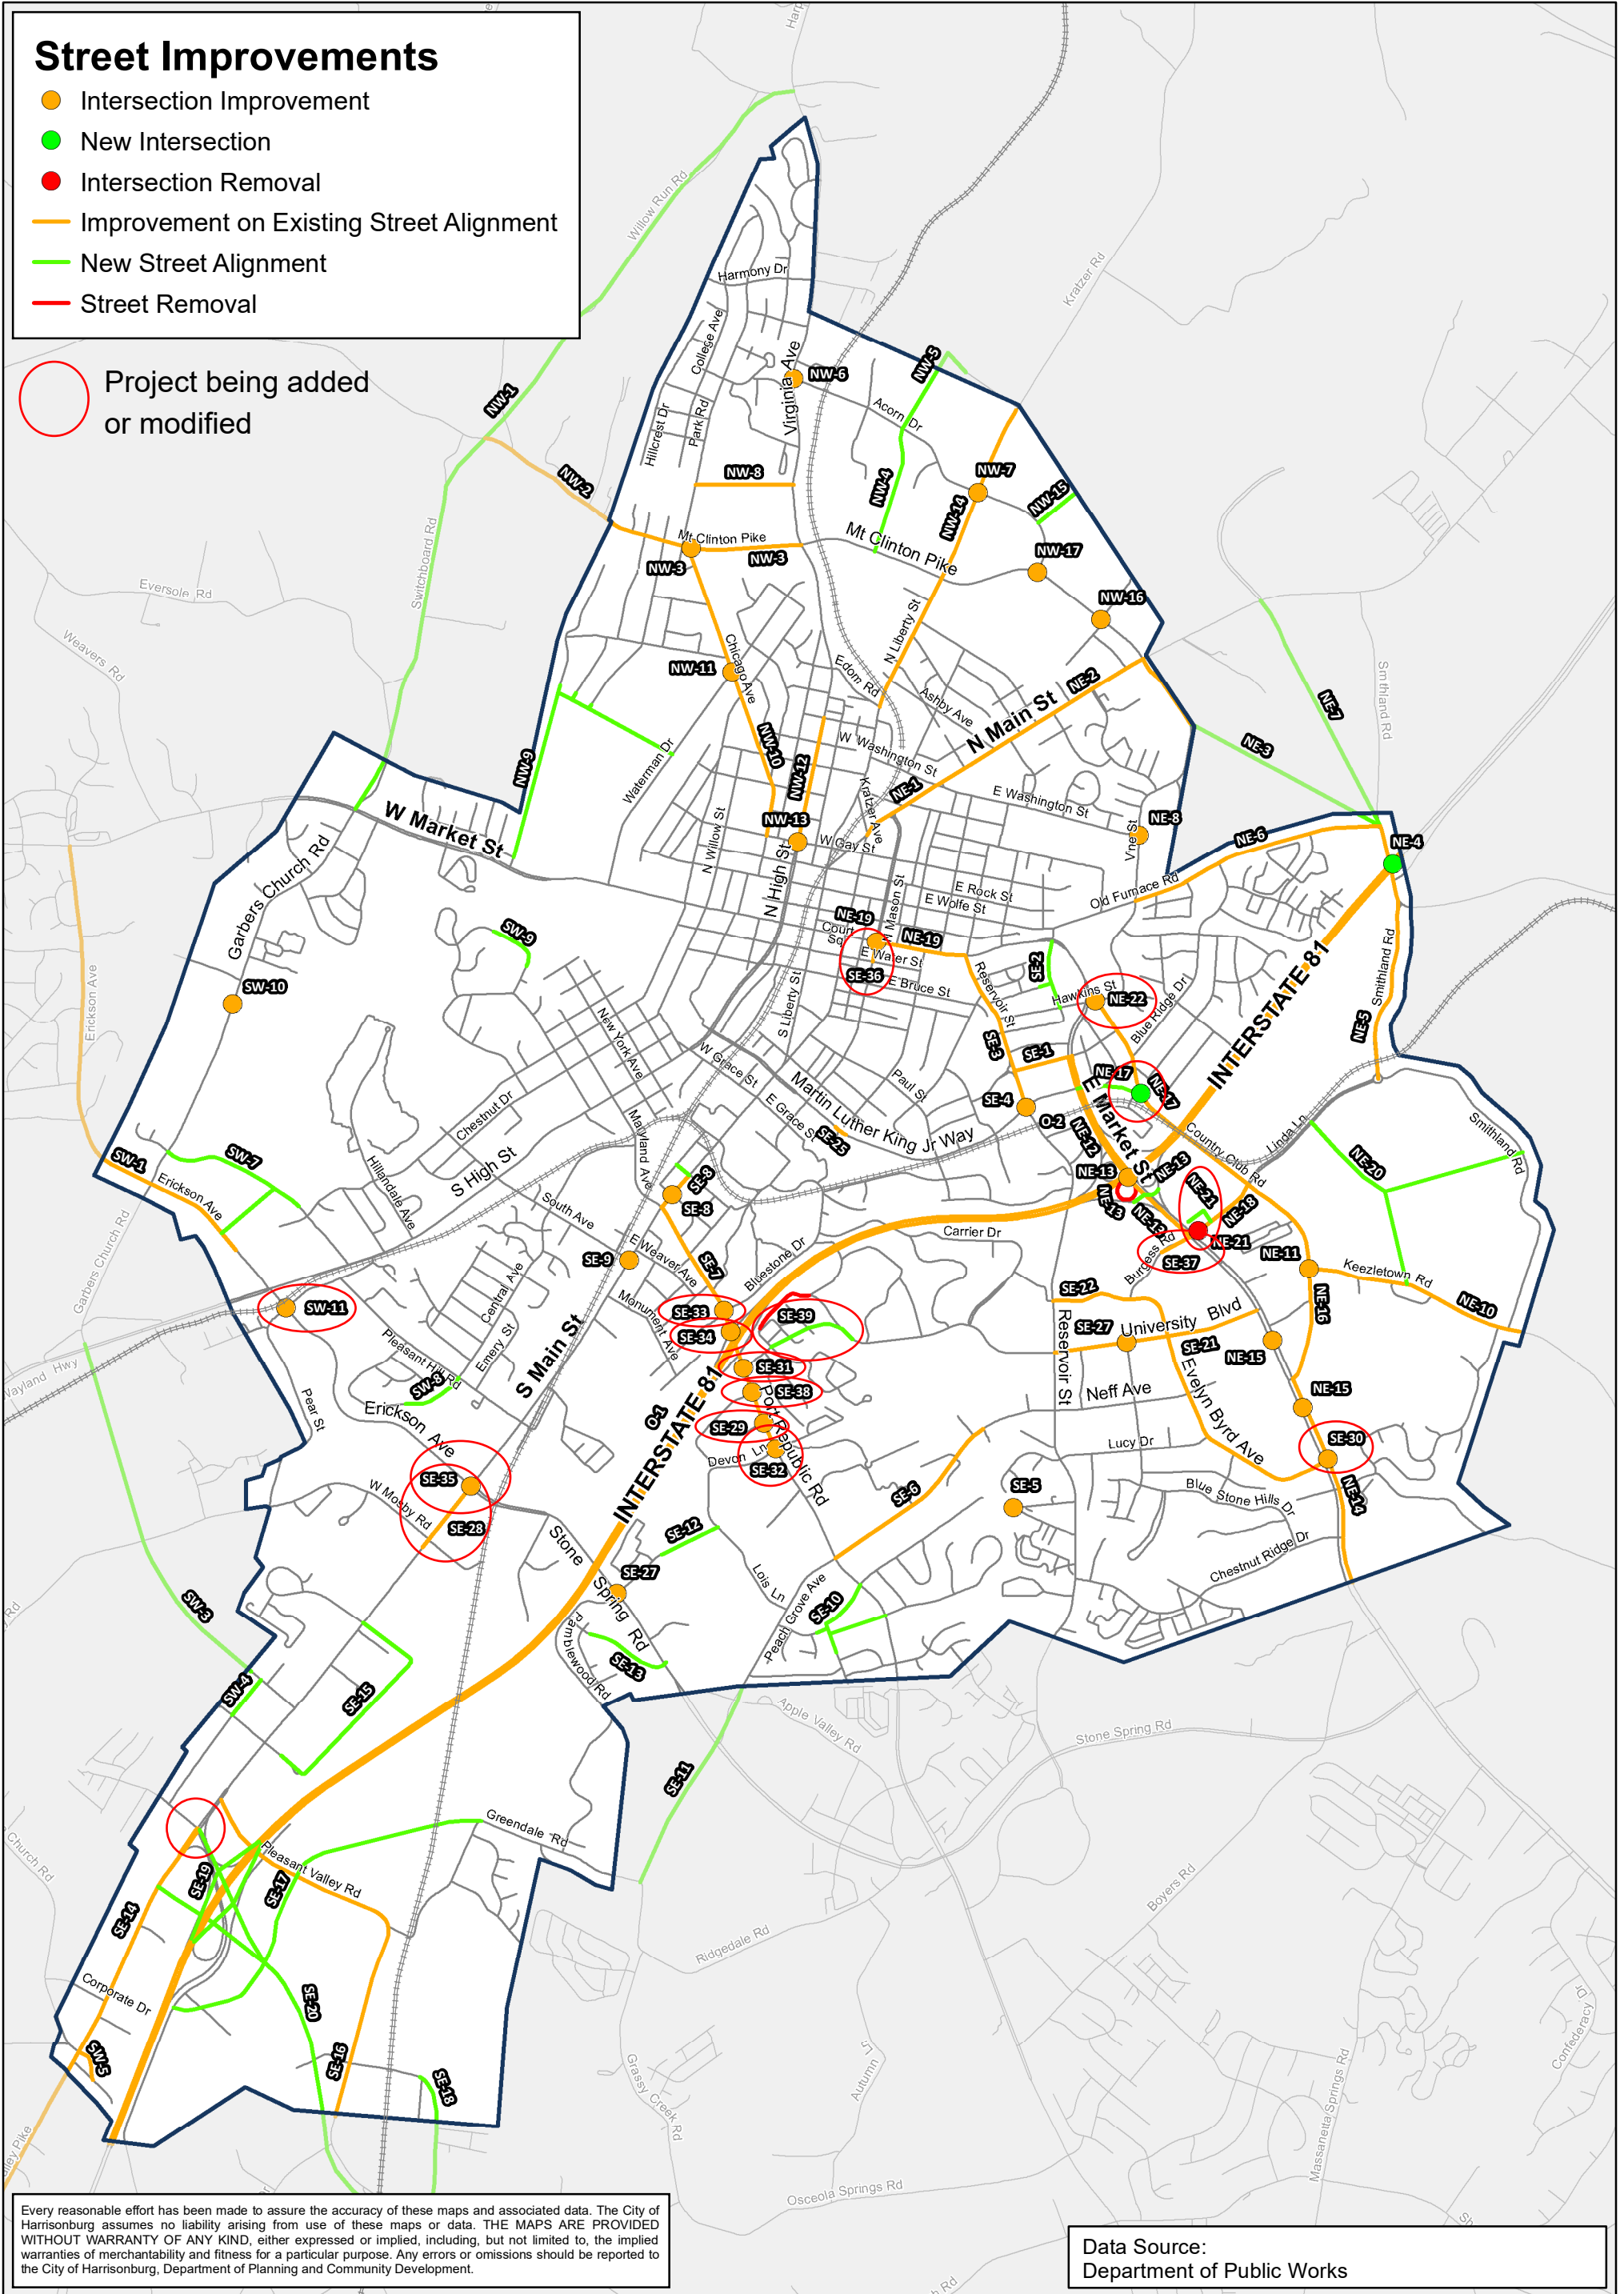 Street Improvements
Intersection Improvement
New Intersection
Intersection Removal
Improvement on Existing Street Alignment
New Street Alignment
Street Removal
Project being added
or modified
Willow Run Rd
Kratzer Rd
Harmony Dr
College Ave
NW-5
NW-6
Virginia Ave
NW-1
Acorn Dr
Hillcrest Dr
Park Rd
NW-8
NW-7
NW-2
NW-4
NW-15
NW-14
Mt Clinton Pike
Mt Clinton Pike
NW-3
NW-3
NW-17
Switchboard Rd
Eversole Rd
NW-16
Weavers Rd
N Liberty St
Chicago Ave
NW-11
Edom Rd
NE-2
Ashby Ave
N Main St
Smithland Rd
NE-7
NE-3
NW-10
W Washington St
NW-9
NW-12
Waterman Dr
NE-1
Kratzer Ave
E Washington St
W Market St
NW-13
NE-8
Vine St
NE-6
NE-4
N Willow St
W Gay St
Garbers Church Rd
N High St
N Mason St
E Rock St
E Wolfe St
Old Furnace Rd
SW-9
NE-19
Court
Sq
NE-19
E Water St
SE-36
E Bruce St
SE-2
Reservoir St
Hawkins St
NE-22
Blue Ridge Dr
INTERSTATE 81
Smithland Rd
NE-5
SW-10
Erickson Ave
New York Ave
S Liberty St
W Grace St
SE-3
SE-1
Martin Luther King Jr Way
Paul St
NE-17
NE-17
E Market St
SE-4
O-2
Chestnut Dr
Maryland Ave
E Grace St
SE-25
NE-12
Country Club Rd
Linda Ln
Smithland Rd
NE-20
SW-1
SW-7
Hillandale Ave
S High St
SE-8
NE-13
NE-13
NE-13
NE-13
NE-21
NE-18
Erickson Ave
South Ave
SE-8
Carrier Dr
Burgess Rd
NE-21
SE-37
NE-11
Keezletown Rd
Garbers Church Rd
SE-9
E Weaver Ave
SE-7
Bluestone Dr
SE-22
NE-16
NE-10
SW-11
Central Ave
Monument Ave
SE-33
SE-39
SE-34
SE-27
University Blvd
SE-21
NE-15
Pleasant Hill Rd
Emery St
S Main St
SE-31
Reservoir St
SW-8
SE-38
Port Republic Rd
Neff Ave
Evelyn Byrd Ave
NE-15
Pear St
Erickson Ave
O-1
INTERSTATE 81
SE-29
Devon Ln
SE-32
Lucy Dr
SE-30
SE-35
W Mosby Rd
SE-28
SE-6
SE-5
Blue Stone Hills Dr
NE-14
SE-12
Stone Spring Rd
Chestnut Ridge Dr
SE-27
Lois Ln
Peach Grove Ave
SE-10
SW-3
Ramblewood Rd
SE-13
SW-4
SE-15
Apple Valley Rd
Stone Spring Rd
SE-11
Greendale Rd
Pleasant Valley Rd
SE-19
SE-17
Church Rd
Boyers Rd
SE-14
Ridgedale Rd
Corporate Dr
SE-20
SW-5
SE-16
SE-18
Grassy Creek Rd
Autumn Ln
Massanetta Springs Rd
Confederacy Dr
Osceola Springs Rd
Every reasonable effort has been made to assure the accuracy of these maps and associated data. The City of
Harrisonburg assumes no liability arising from use of these maps or data. THE MAPS ARE PROVIDED
WITHOUT WARRANTY OF ANY KIND, either expressed or implied, including, but not limited to, the implied
warranties of merchantability and fitness for a particular purpose. Any errors or omissions should be reported to
the City of Harrisonburg, Department of Planning and Community Development.
Data Source:
Department of Public Works